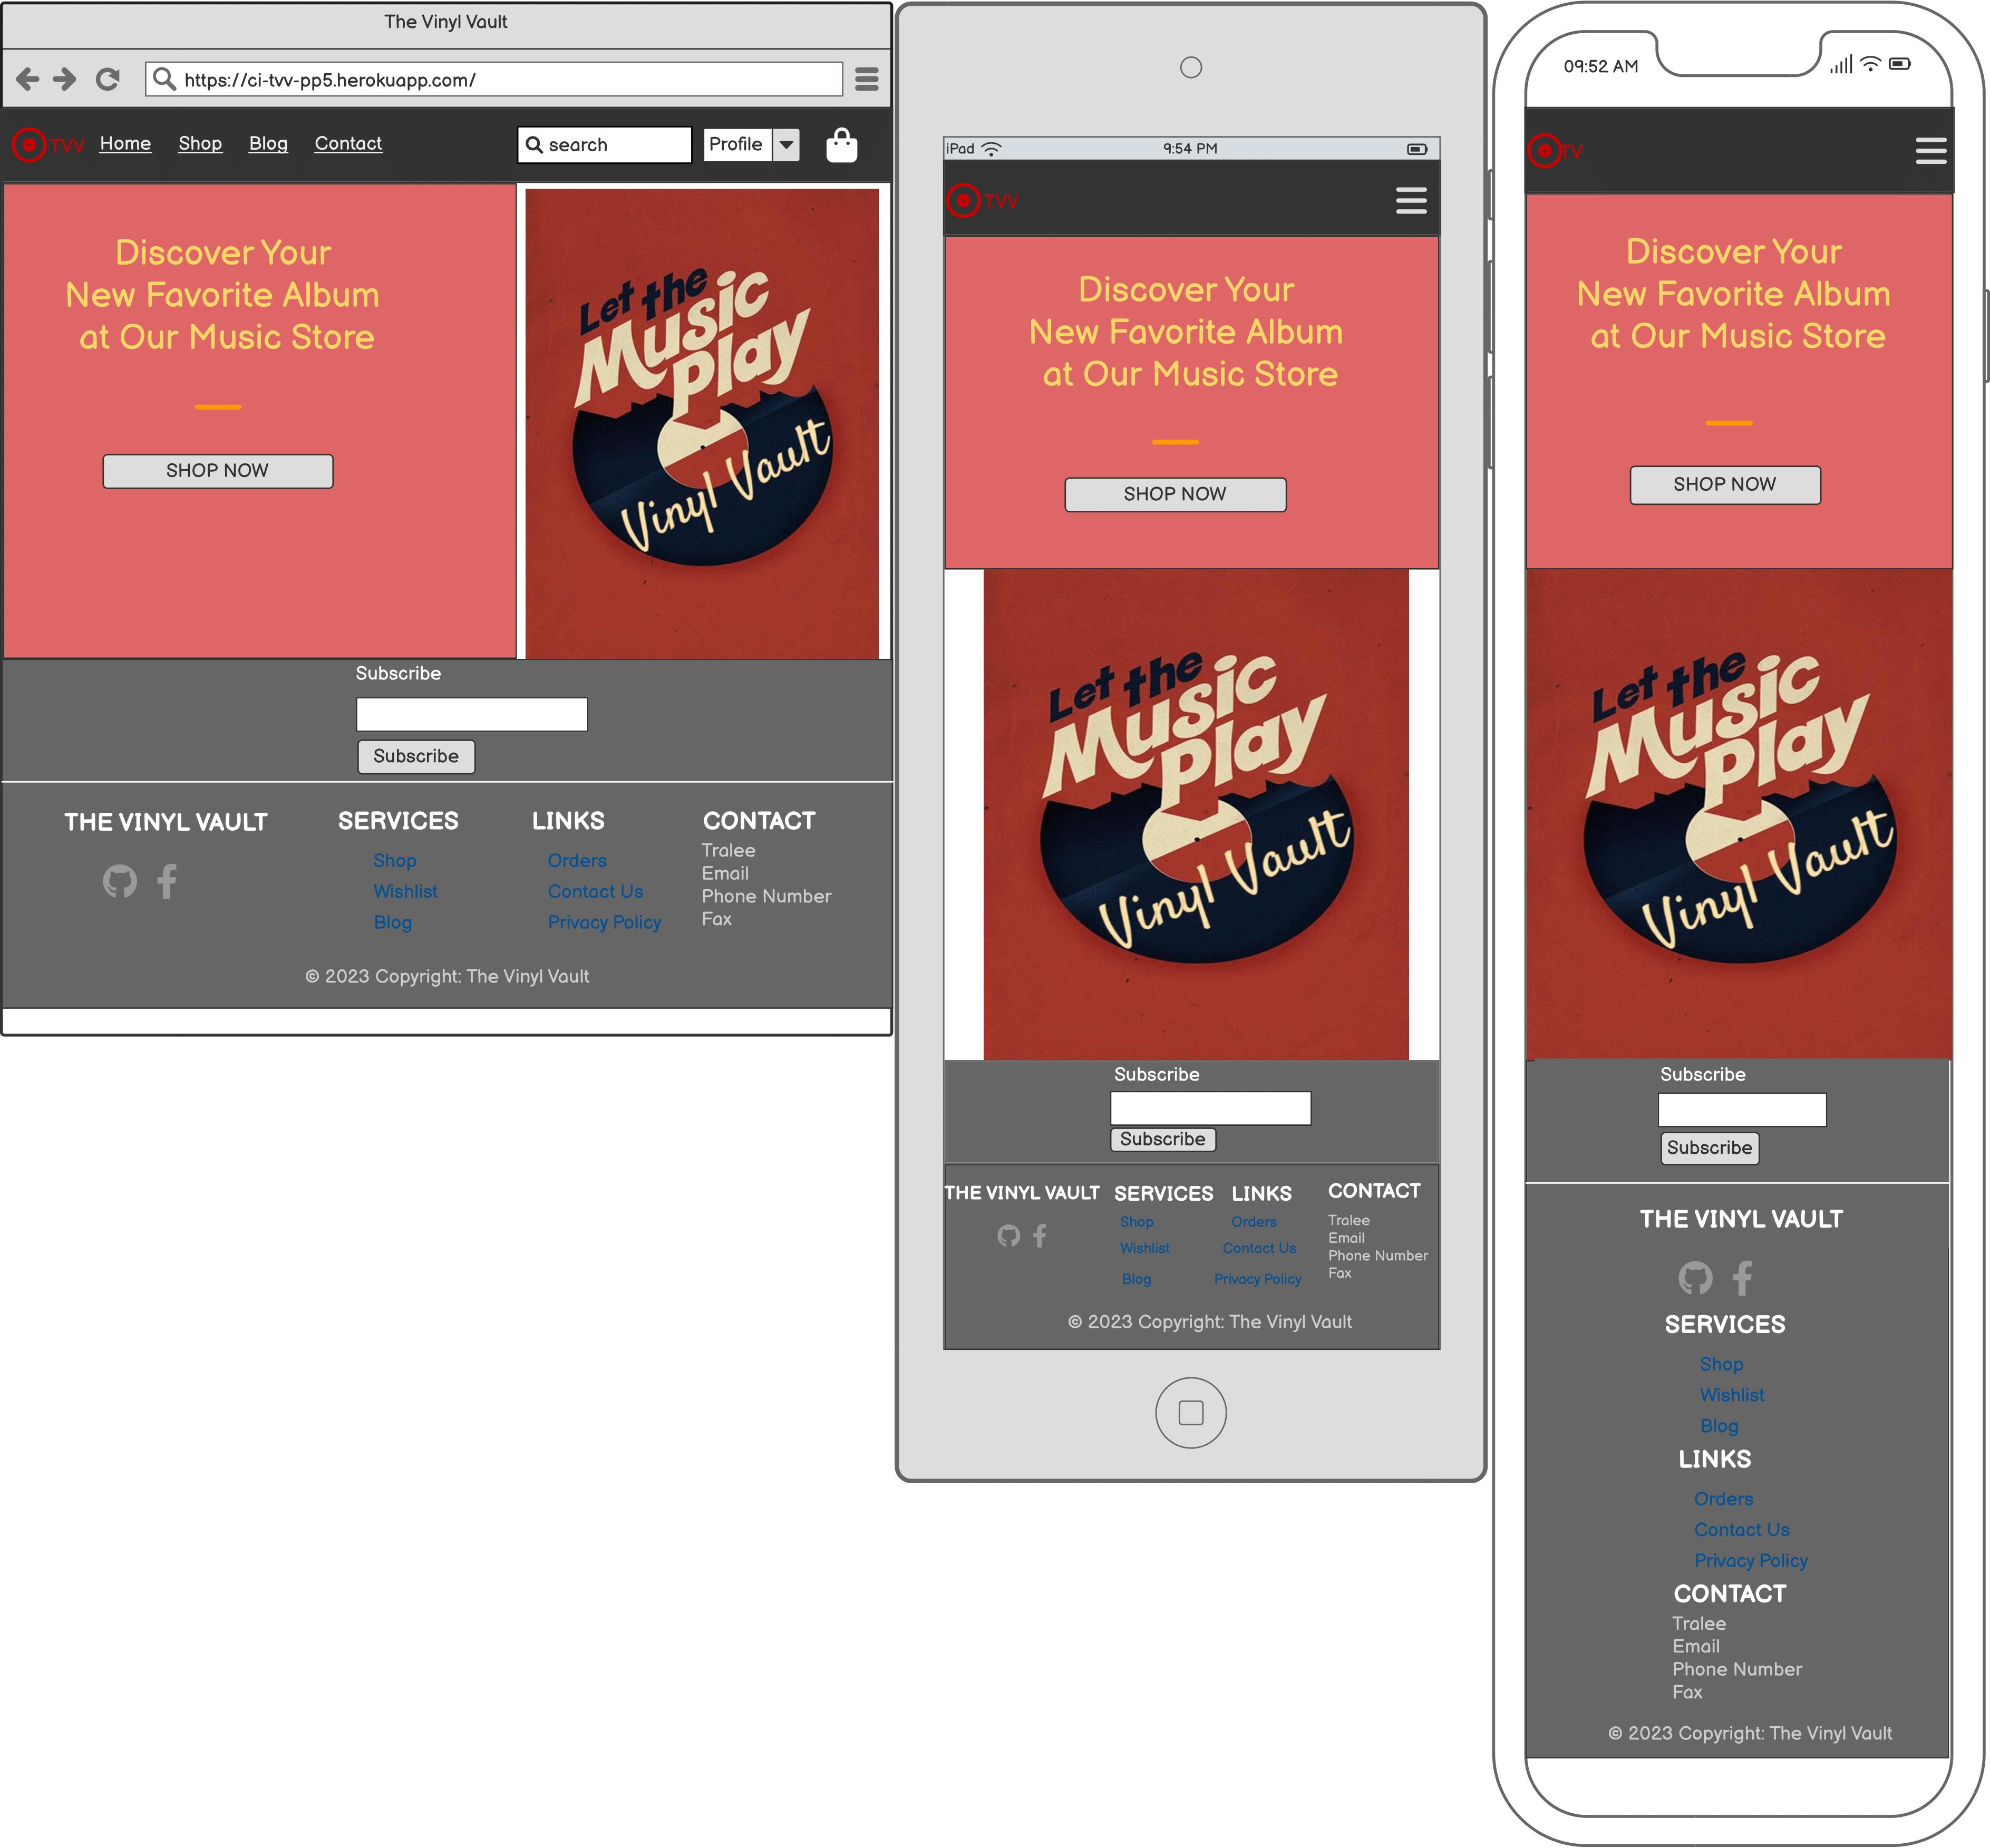 The Vinyl Vault
https://ci-tvv-pp5.herokuapp.com/
TVV Home Shop Blog Contact search Profile
Discover Your
New Favorite Album
at Our Music Store
SHOP NOW
Let the
Music
Play
Vinyl Vault
Subscribe
Subscribe
THE VINYL VAULT
SERVICES
Shop
Wishlist
Blog
LINKS
Orders
Contact Us
Privacy Policy
CONTACT
Tralee
Email
Phone Number
Fax
© 2023 Copyright: The Vinyl Vault
iPad 9:54 PM
TVV
Discover Your
New Favorite Album
at Our Music Store
SHOP NOW
Let the
Music
Play
Vinyl Vault
Subscribe
Subscribe
THE VINYL VAULT
SERVICES
Shop
Wishlist
Blog
LINKS
Orders
Contact Us
Privacy Policy
CONTACT
Tralee
Email
Phone Number
Fax
© 2023 Copyright: The Vinyl Vault
09:52 AM
TV
Discover Your
New Favorite Album
at Our Music Store
SHOP NOW
Let the
Music
Play
Vinyl Vault
Subscribe
Subscribe
THE VINYL VAULT
SERVICES
Shop
Wishlist
Blog
LINKS
Orders
Contact Us
Privacy Policy
CONTACT
Tralee
Email
Phone Number
Fax
© 2023 Copyright: The Vinyl Vault